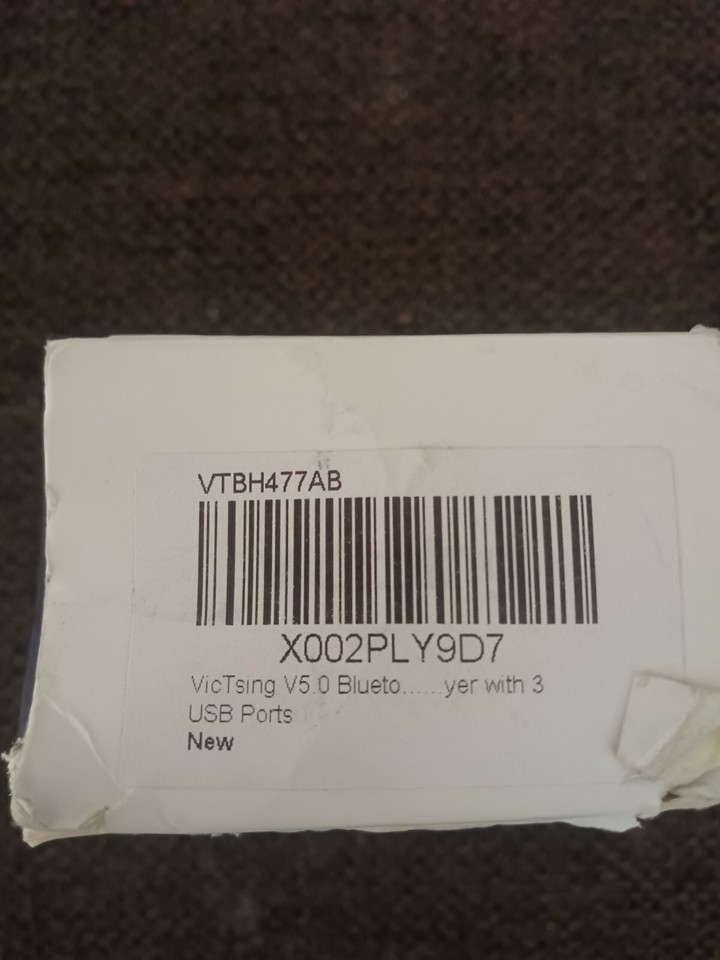 VTBH477AB
X002PLY9D7
VicTsing V5.0 Blueto......yer with 3
USB Ports
New